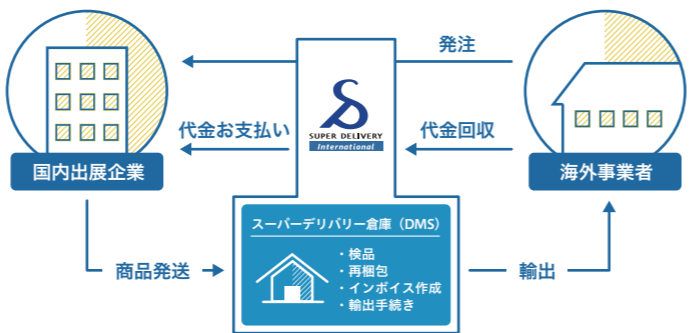 発注
代金お支払い
代金回収
SUPER DELIVERY
International
国内出展企業
海外事業者
スーパーデリバリー倉庫（DMS）
・検品
・再梱包
・インボイス作成
・輸出手続き
商品発送
輸出